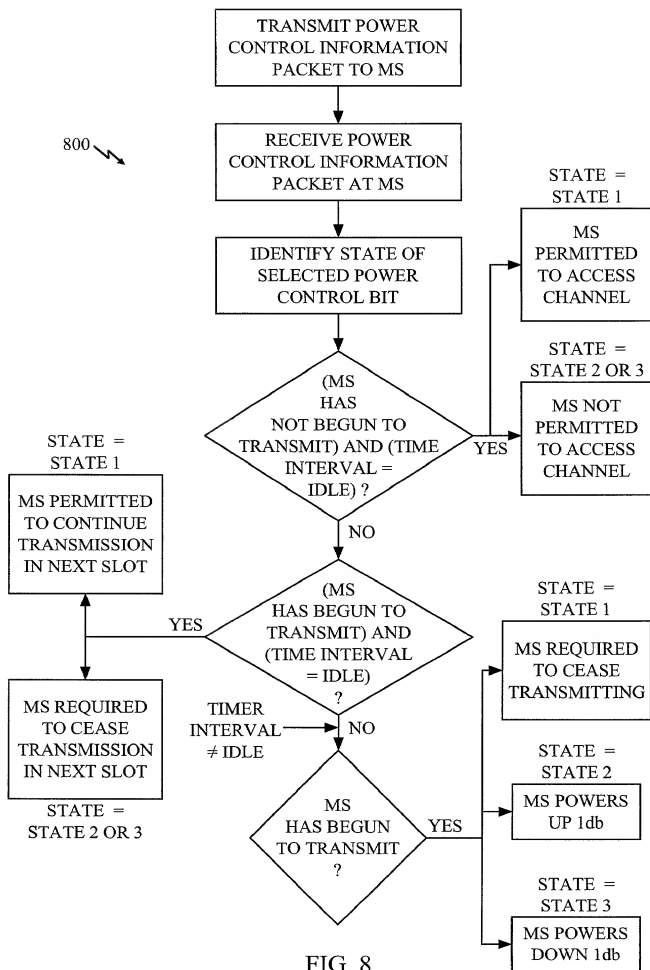 TRANSMIT POWER
CONTROL INFORMATION
PACKET TO MS
800
RECEIVE POWER
CONTROL INFORMATION
PACKET AT MS
IDENTIFY STATE OF
SELECTED POWER
CONTROL BIT
STATE =
STATE 1
MS
PERMITTED
TO ACCESS
CHANNEL
STATE =
STATE 2 OR 3
MS NOT
PERMITTED
TO ACCESS
CHANNEL
(MS
HAS
NOT BEGUN TO
TRANSMIT) AND (TIME
INTERVAL =
IDLE) ?
YES
NO
STATE =
STATE 1
MS PERMITTED
TO CONTINUE
TRANSMISSION
IN NEXT SLOT
(MS
HAS BEGUN TO
TRANSMIT) AND
(TIME INTERVAL
= IDLE)
?
YES
MS REQUIRED
TO CEASE
TRANSMISSION
IN NEXT SLOT
STATE =
STATE 2 OR 3
TIMER
INTERVAL
≠ IDLE
NO
MS
HAS BEGUN
TO TRANSMIT
?
YES
STATE =
STATE 1
MS REQUIRED
TO CEASE
TRANSMITTING
STATE =
STATE 2
MS POWERS
UP 1db
STATE =
STATE 3
MS POWERS
DOWN 1db
FIG. 8